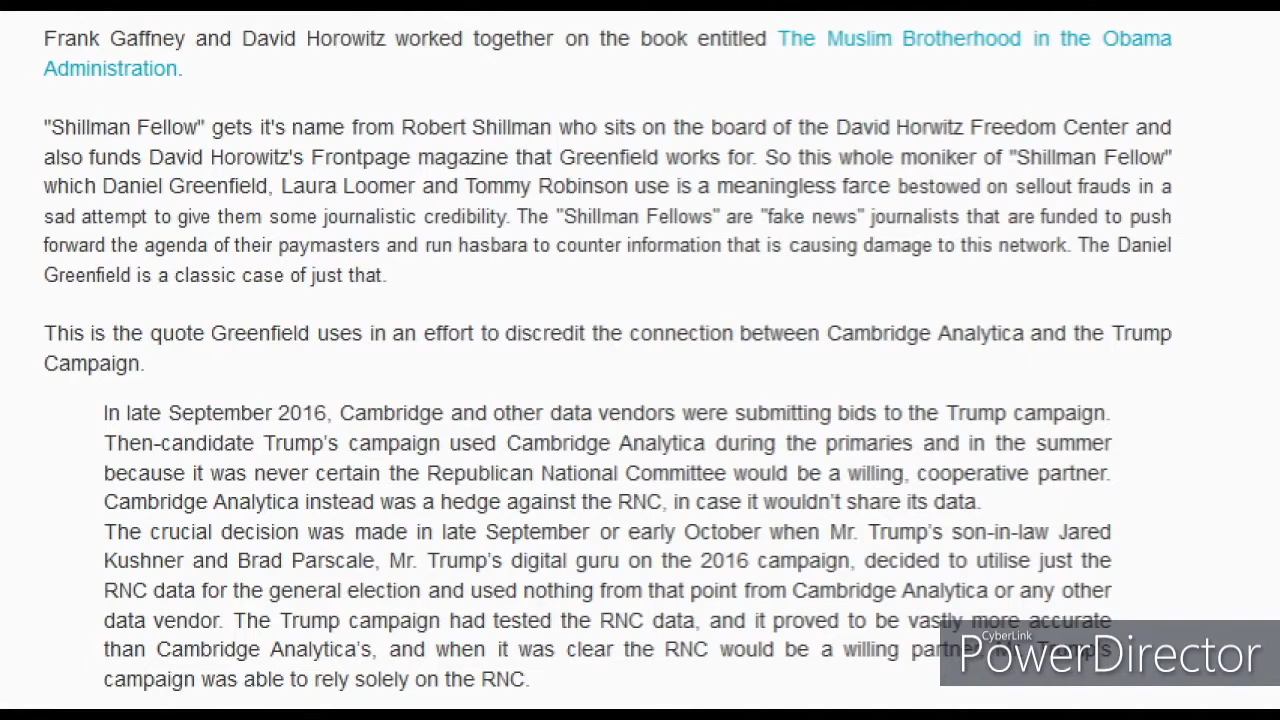 Frank Gaffney and David Horowitz worked together on the book entitled The Muslim Brotherhood in the Obama
Administration.
"Shillman Fellow" gets it's name from Robert Shillman who sits on the board of the David Horwitz Freedom Center and
also funds David Horowitz's Frontpage magazine that Greenfield works for. So this whole moniker of "Shillman Fellow"
which Daniel Greenfield, Laura Loomer and Tommy Robinson use is a meaningless farce bestowed on sellout frauds in a
sad attempt to give them some journalistic credibility. The "Shillman Fellows" are "fake news" journalists that are funded to push
forward the agenda of their paymasters and run hasbara to counter information that is causing damage to this network. The Daniel
Greenfield is a classic case of just that.
This is the quote Greenfield uses in an effort to discredit the connection between Cambridge Analytica and the Trump
Campaign.
In late September 2016, Cambridge and other data vendors were submitting bids to the Trump campaign.
Then-candidate Trump's campaign used Cambridge Analytica during the primaries and in the summer
because it was never certain the Republican National Committee would be a willing, cooperative partner.
Cambridge Analytica instead was a hedge against the RNC, in case it wouldn't share its data.
The crucial decision was made in late September or early October when Mr. Trump's son-in-law Jared
Kushner and Brad Parscale, Mr. Trump's digital guru on the 2016 campaign, decided to utilise just the
RNC data for the general election and used nothing from that point from Cambridge Analytica or any other
data vendor. The Trump campaign had tested the RNC data, and it proved to be vastly more accurate
than Cambridge Analytica's, and when it was clear the RNC would be a willing Trump's
campaign was able to rely solely on the RNC.
CyberLink
PowerDirector